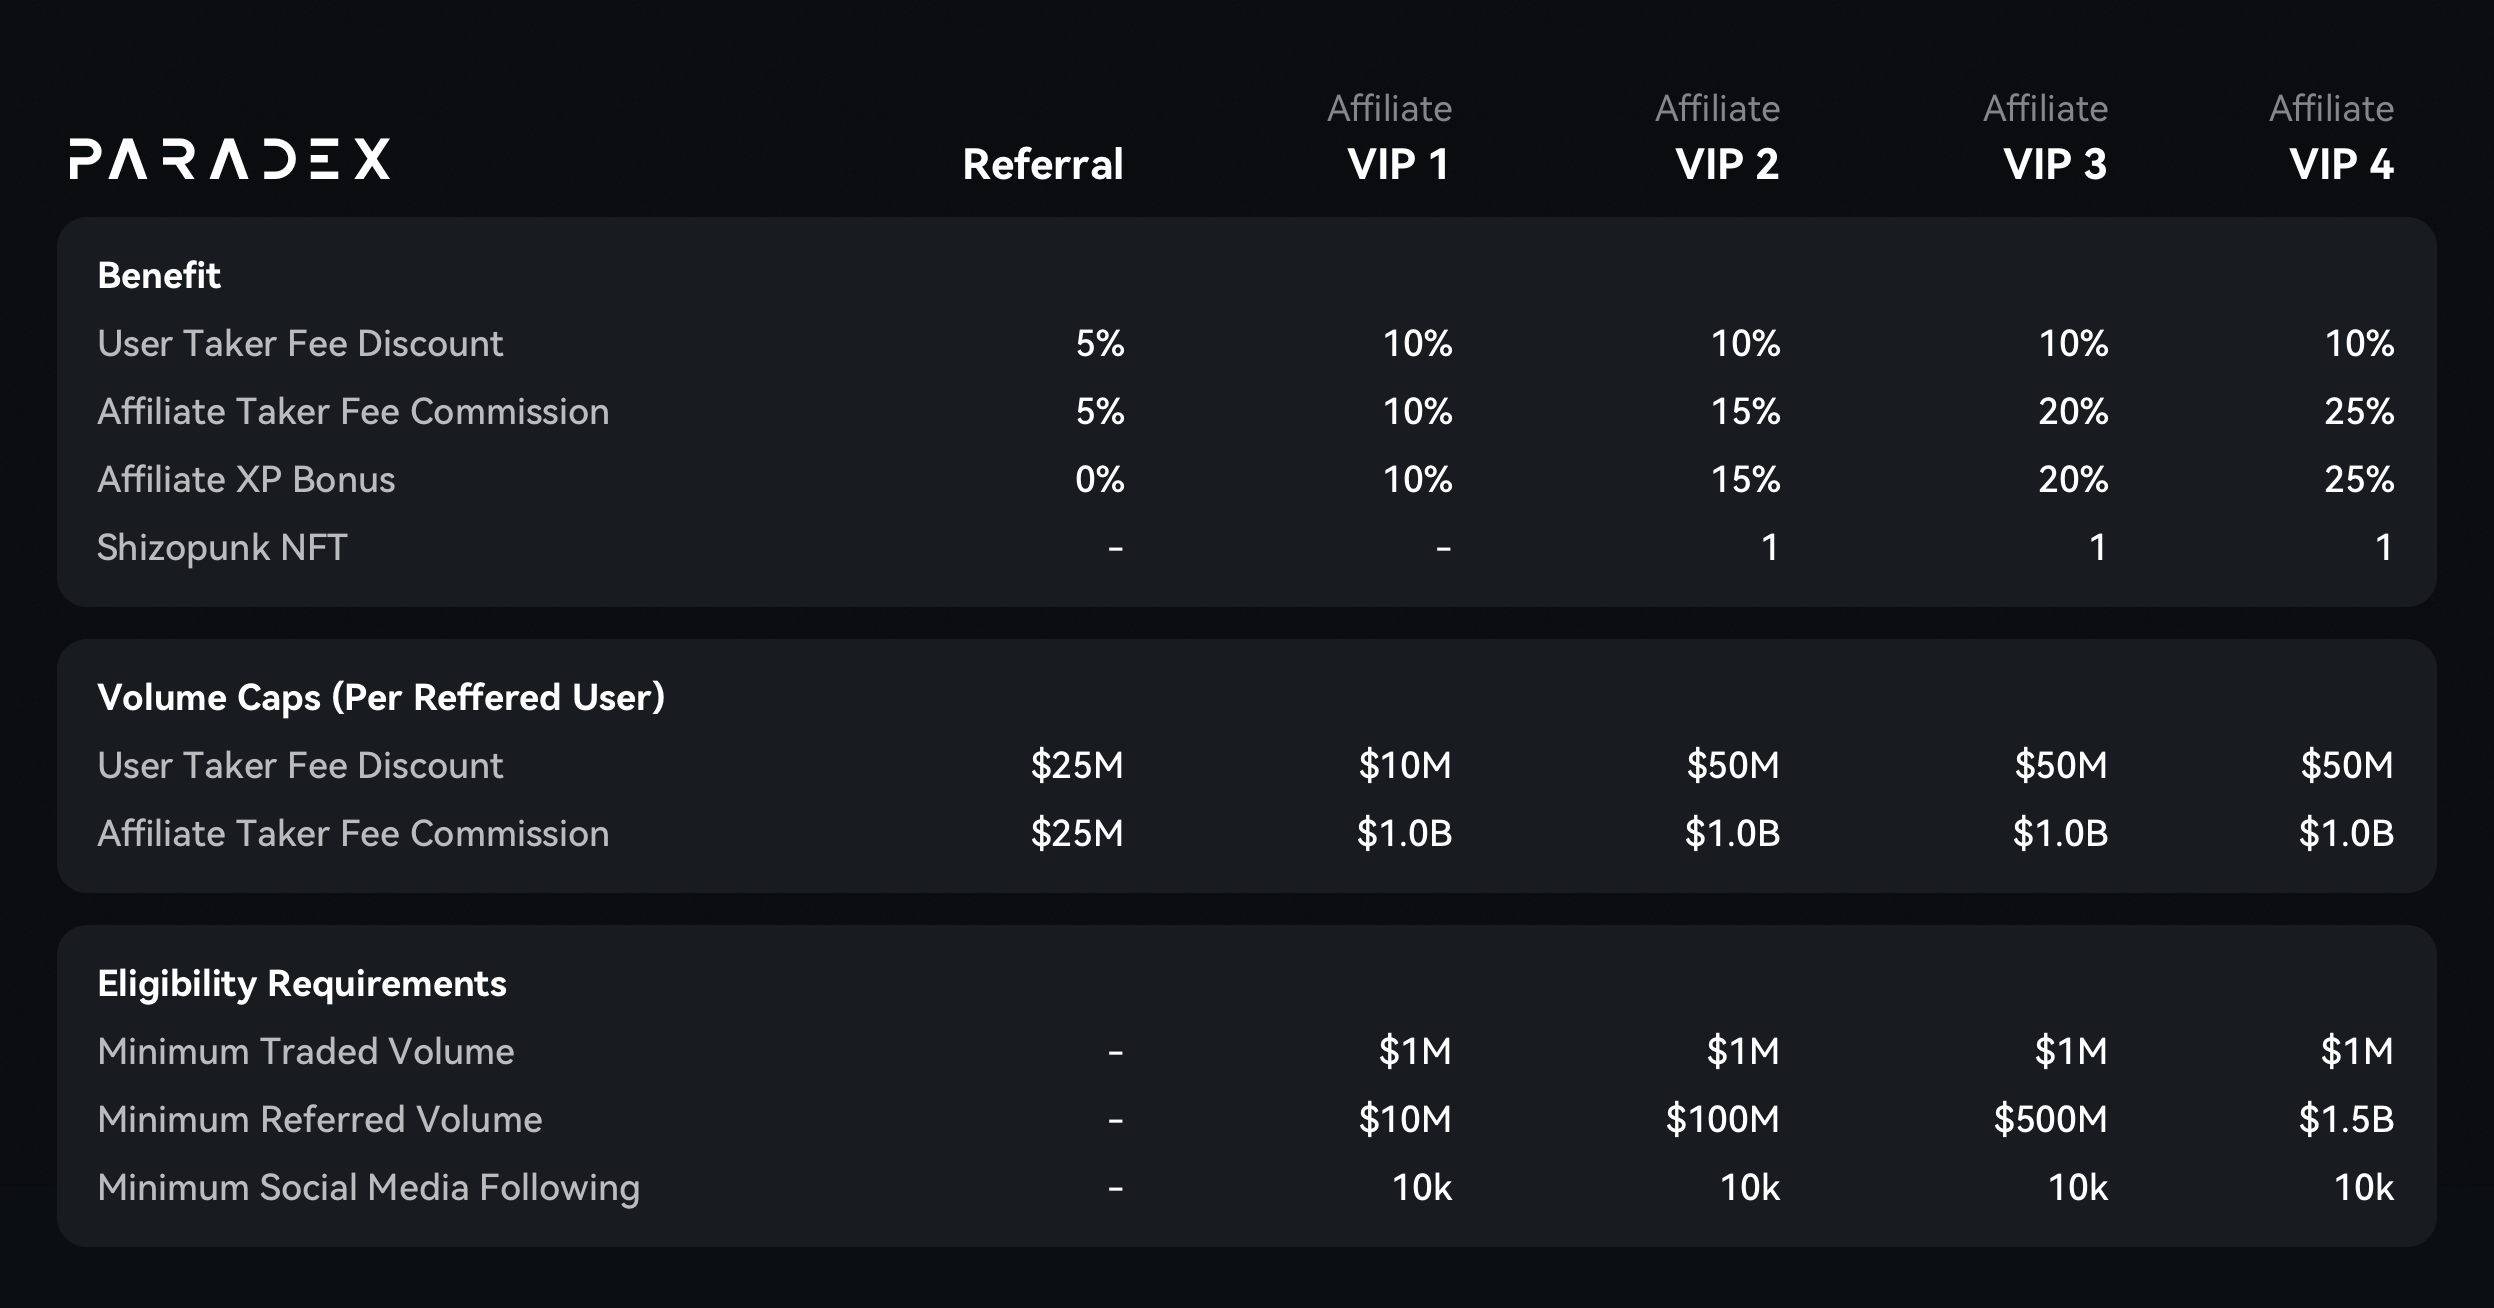 Affiliate Affiliate Affiliate Affiliate
PARADEX Referral VIP 1 VIP 2 VIP 3 VIP 4
Benefit
User Taker Fee Discount 5% 10% 10% 10% 10%
Affiliate Taker Fee Commission 5% 10% 15% 20% 25%
Affiliate XP Bonus 0% 10% 15% 20% 25%
Shizopunk NFT - - 1 1 1
Volume Caps (Per Reffered User)
User Taker Fee Discount $25M $10M $50M $50M $50M
Affiliate Taker Fee Commission $25M $1.0B $1.0B $1.0B $1.0B
Eligibility Requirements
Minimum Traded Volume - $1M $1M $1M $1M
Minimum Referred Volume - $10M $100M $500M $1.5B
Minimum Social Media Following - 10k 10k 10k 10k